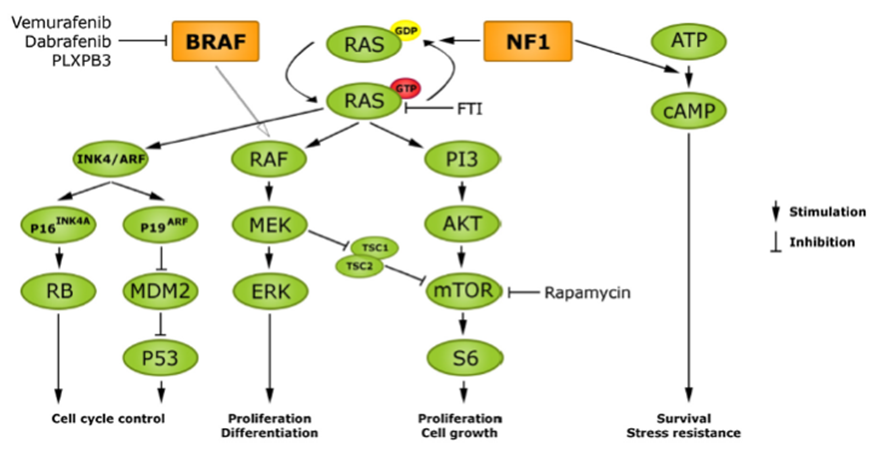 Vemurafenib
Dabrafenib
PLXPB3
BRAF
RAS
GDP
NF1
ATP
RAS
GTP
FTI
cAMP
INK4/ARF
RAF
PI3
P16INK4A
P19ARF
MEK
AKT
TSC1
TSC2
RB
MDM2
ERK
mTOR
Rapamycin
P53
S6
Stimulation
Inhibition
Cell cycle control
Proliferation
Differentiation
Proliferation
Cell growth
Survival
Stress resistance